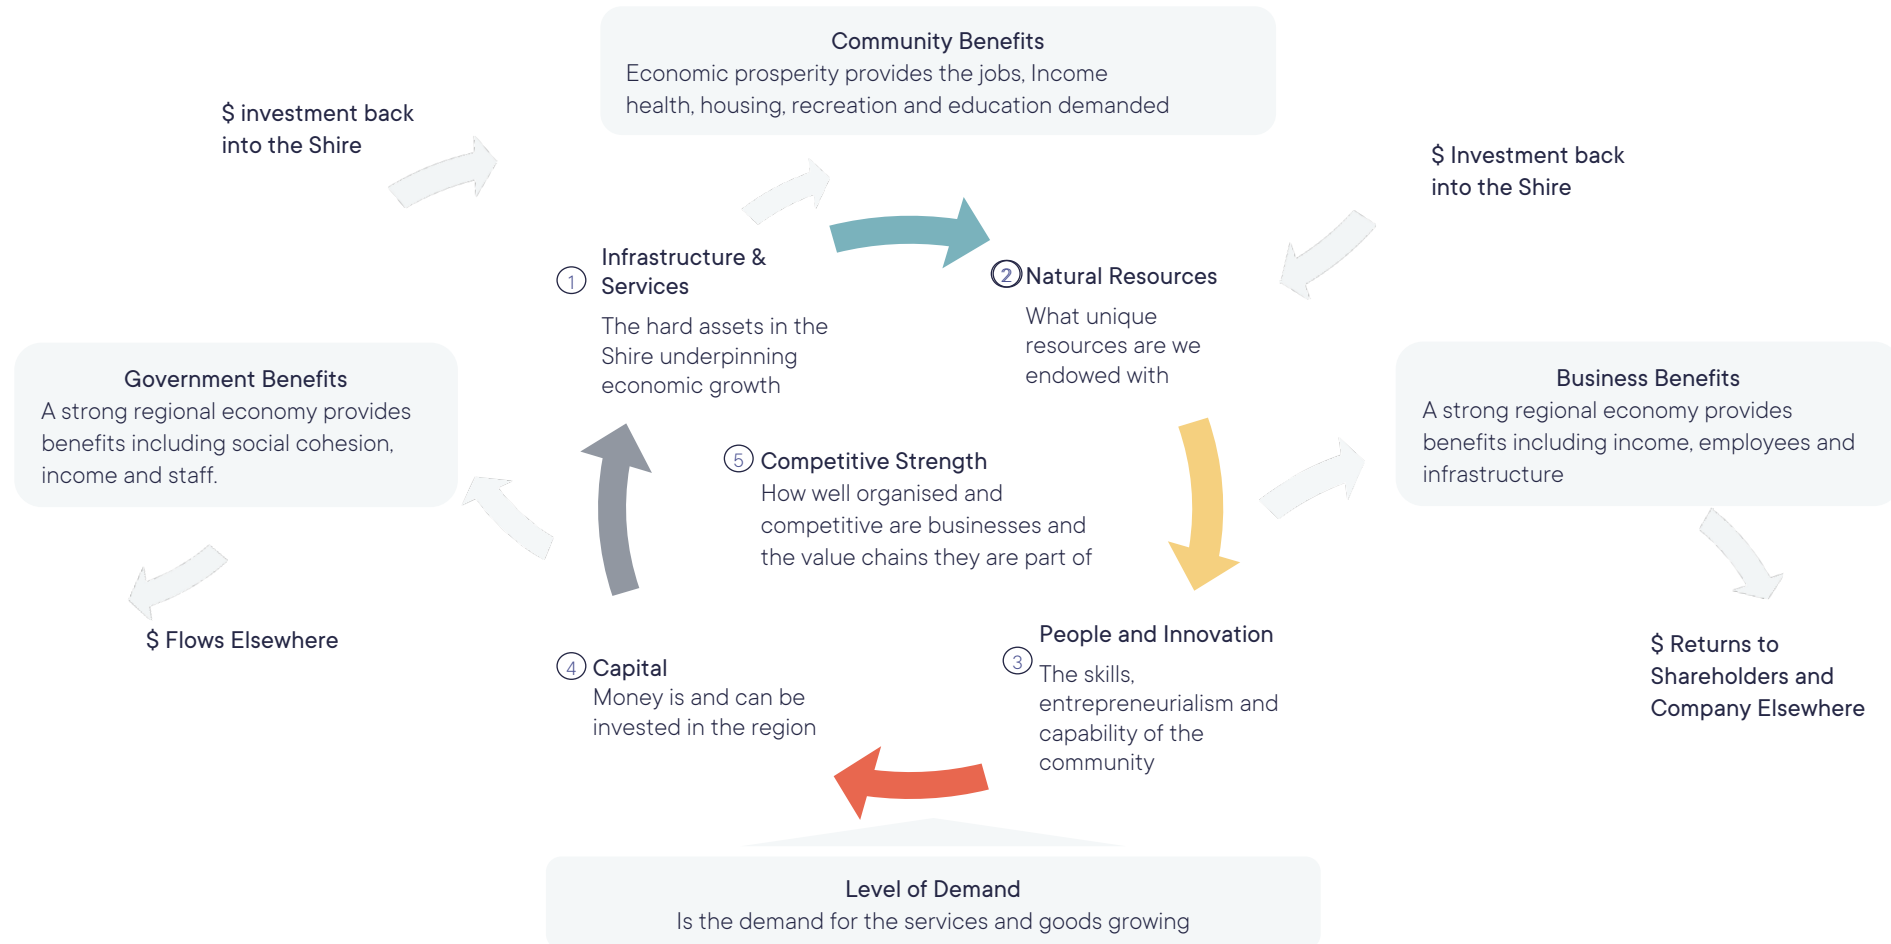 Community Benefits
Economic prosperity provides the jobs, Income
health, housing, recreation and education demanded
$ investment back
into the Shire
$ Investment back
into the Shire
1
Infrastructure &
Services
The hard assets in the
Shire underpinning
economic growth
2 Natural Resources
What unique
resources are we
endowed with
Government Benefits
A strong regional economy provides
benefits including social cohesion,
income and staff.
Business Benefits
A strong regional economy provides
benefits including income, employees and
infrastructure
5 Competitive Strength
How well organised and
competitive are businesses and
the value chains they are part of
$ Flows Elsewhere
4 Capital
Money is and can be
invested in the region
3
People and Innovation
The skills,
entrepreneurialism and
capability of the
community
$ Returns to
Shareholders and
Company Elsewhere
Level of Demand
Is the demand for the services and goods growing